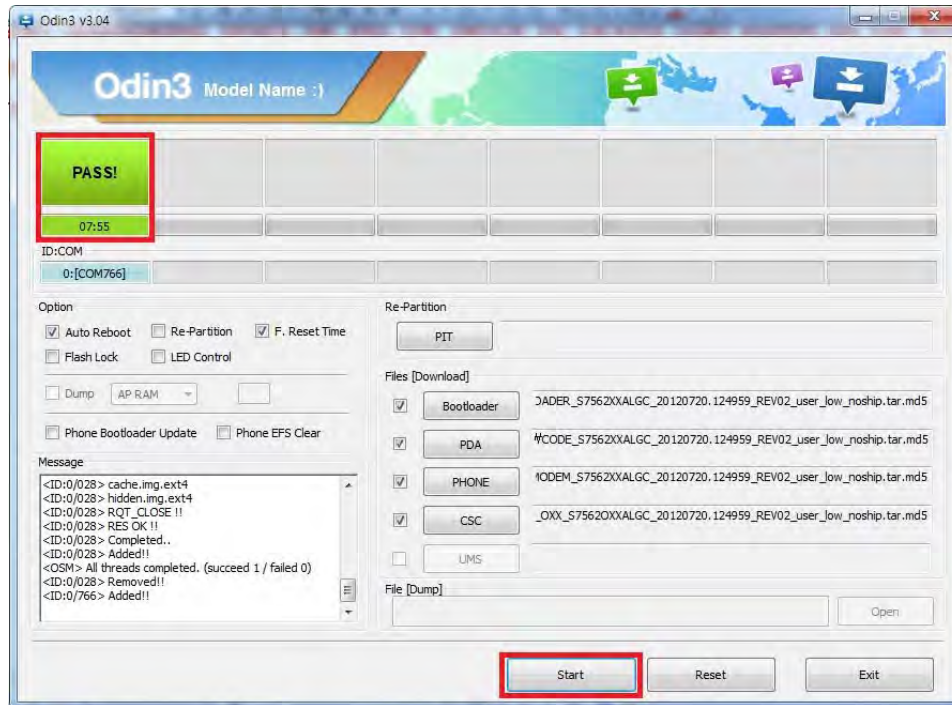 Odin3 v3.04
Odin3 Model Name :)
PASS!
07:55
ID:COM
0:[COM766]
Option
Auto Reboot Re-Partition F. Reset Time
Flash Lock LED Control
Dump AP RAM
Phone Bootloader Update Phone EFS Clear
Message
<ID:0/028> cache.img.ext4
<ID:0/028> hidden.img.ext4
<ID:0/028> RQT_CLOSE !!
<ID:0/028> RES OK !!
<ID:0/028> Completed..
<ID:0/028> Added!!
<OSM> All threads completed. (succeed 1 / failed 0)
<ID:0/028> Removed!!
<ID:0/766> Added!!
Re-Partition
PIT
Files [Download]
Bootloader DADER_S7562XXALGC_20120720.124959_REV02_user_low_noship.tar.md5
PDA ₩CODE_S7562XXALGC_20120720.124959_REV02_user_low_noship.tar.md5
PHONE MODEM_S7562XXALGC_20120720.124959_REV02_user_low_noship.tar.md5
CSC _OXX_S7562OXXALGC_20120720.124959_REV02_user_low_noship.tar.md5
UMS
File [Dump]
Open
Start Reset Exit